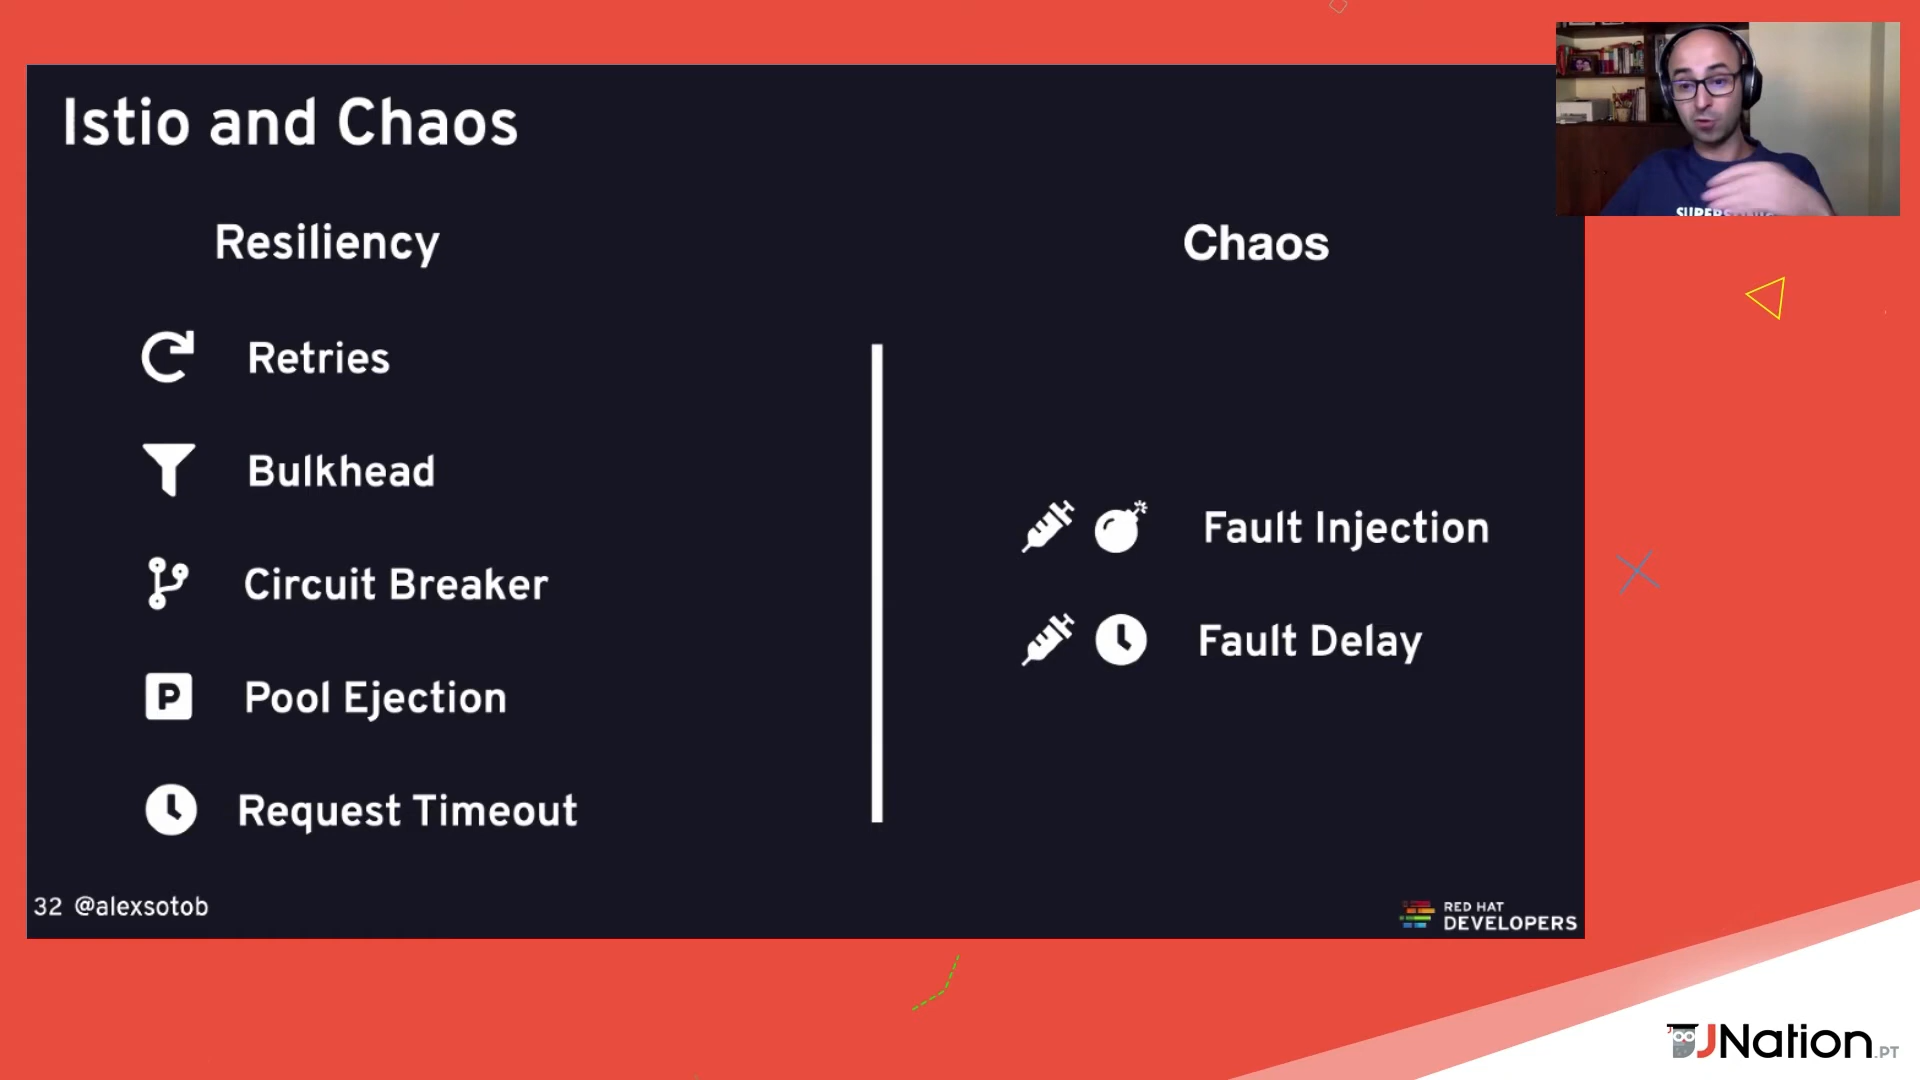 Istio and Chaos
Resiliency
Chaos
Retries
Bulkhead
Circuit Breaker
Pool Ejection
Request Timeout
Fault Injection
Fault Delay
32 @alexsotob
RED HAT
DEVELOPERS
JNation.PT